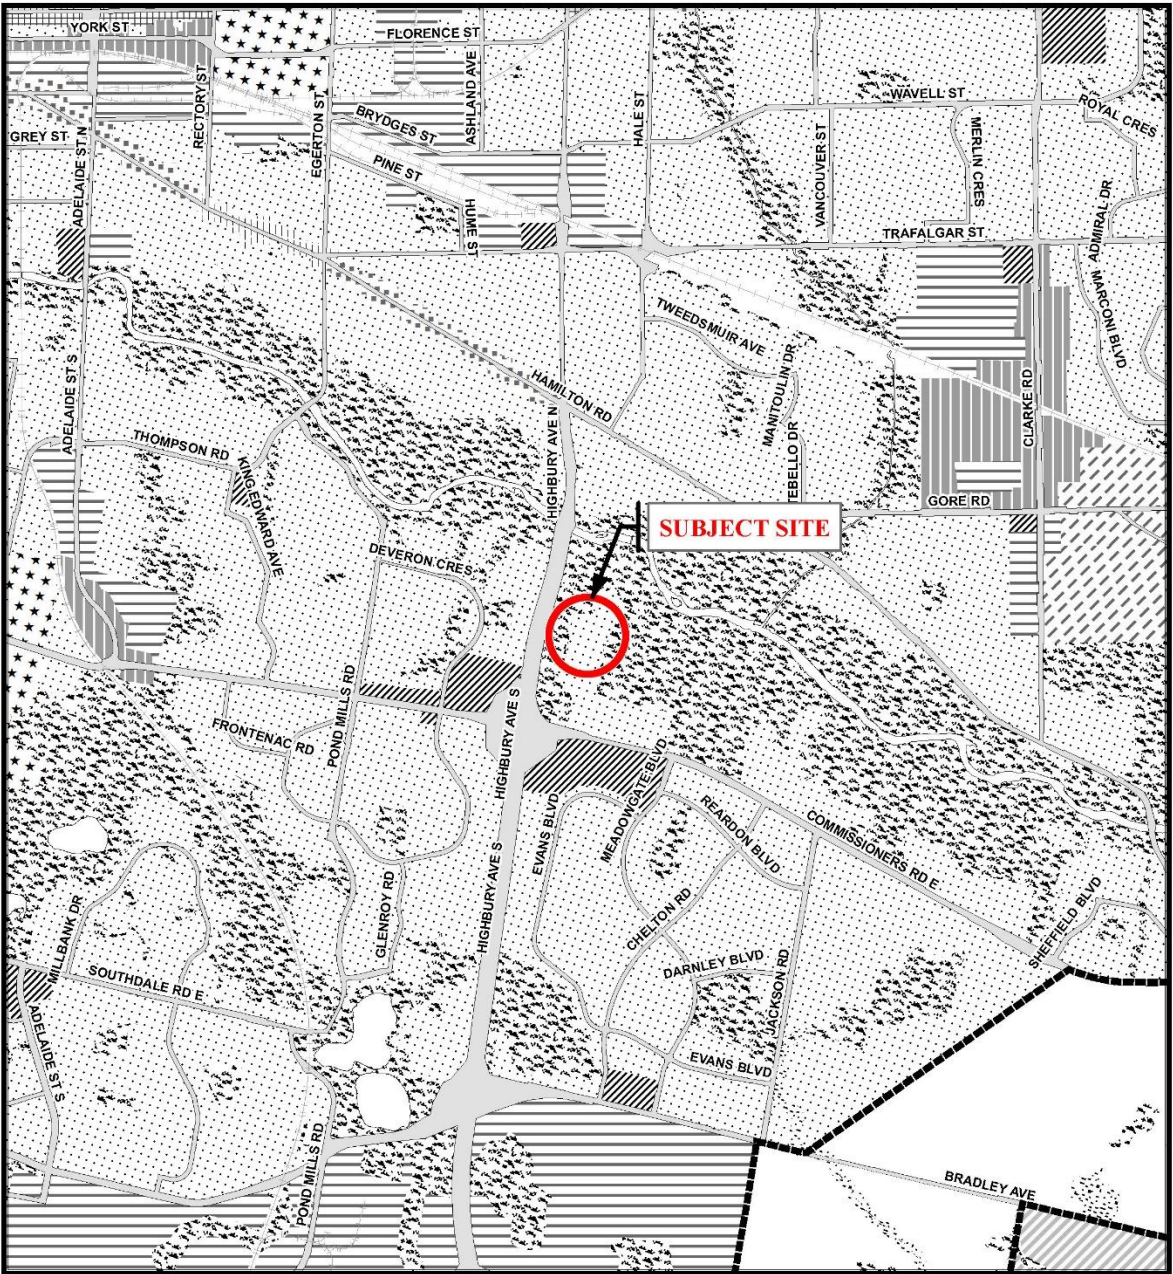 YORK ST
FLORENCE ST
RECTORY ST
EGERTON ST
ASHLAND AVE
HALE ST
WAVELL ST
ROYAL CRES
GREY ST
ADELAIDE ST N
BRYDGES ST
PINE ST
HUME ST
VANCOUVER ST
MERLIN CRES
TRAFALGAR ST
ADMIRAL DR
MARCONI BLVD
TWEEDSMUIR AVE
MANITOULIN DR
HAMILTON RD
CLARKE RD
ADELAIDE ST S
THOMPSON RD
KING EDWARD AVE
HIGHBURY AVE N
TEBELLO DR
GORE RD
SUBJECT SITE
DEVERON CRES
POND MILLS RD
FRONTENAC RD
HIGHBURY AVE S
HIGHBURY AVE S
EVANS BLVD
MEADOWGATE BLVD
REARDON BLVD
COMMISSIONERS RD E
MILLBANK DR
GLENROY RD
HIGHBURY AVE S
CHELTON RD
SHEFFIELD BLVD
SOUTHDALE RD E
DARNLEY BLVD
JACKSON RD
ADELAIDE ST S
EVANS BLVD
POND MILLS RD
BRADLEY AVE